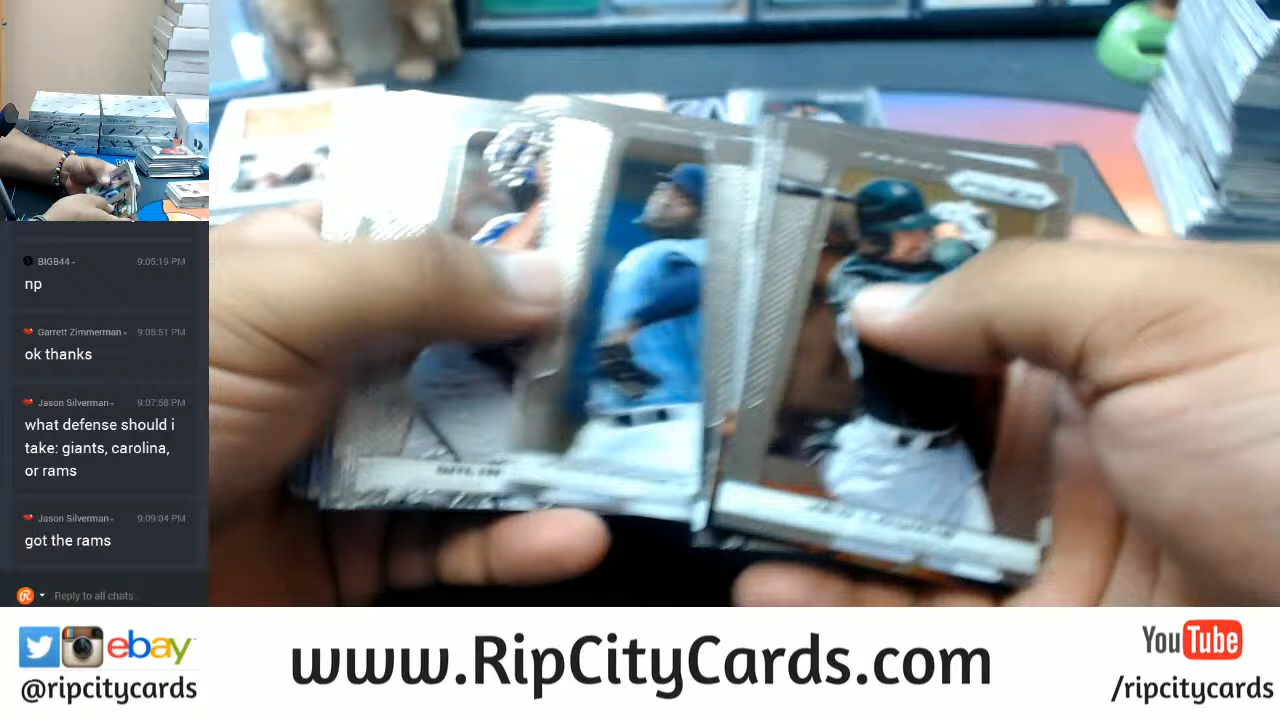 BIGB44-
9:05:19 PM
np
Garrett Zimmerman-
9:05:51 PM
ok thanks
Jason Silverman-
9:07:58 PM
what defense should i
take: giants, carolina,
or rams
Jason Silverman-
9:09:04 PM
got the rams
Reply to all chats
ebay
@ripcitycards
www.RipCityCards.com
YouTube
/ripcitycards